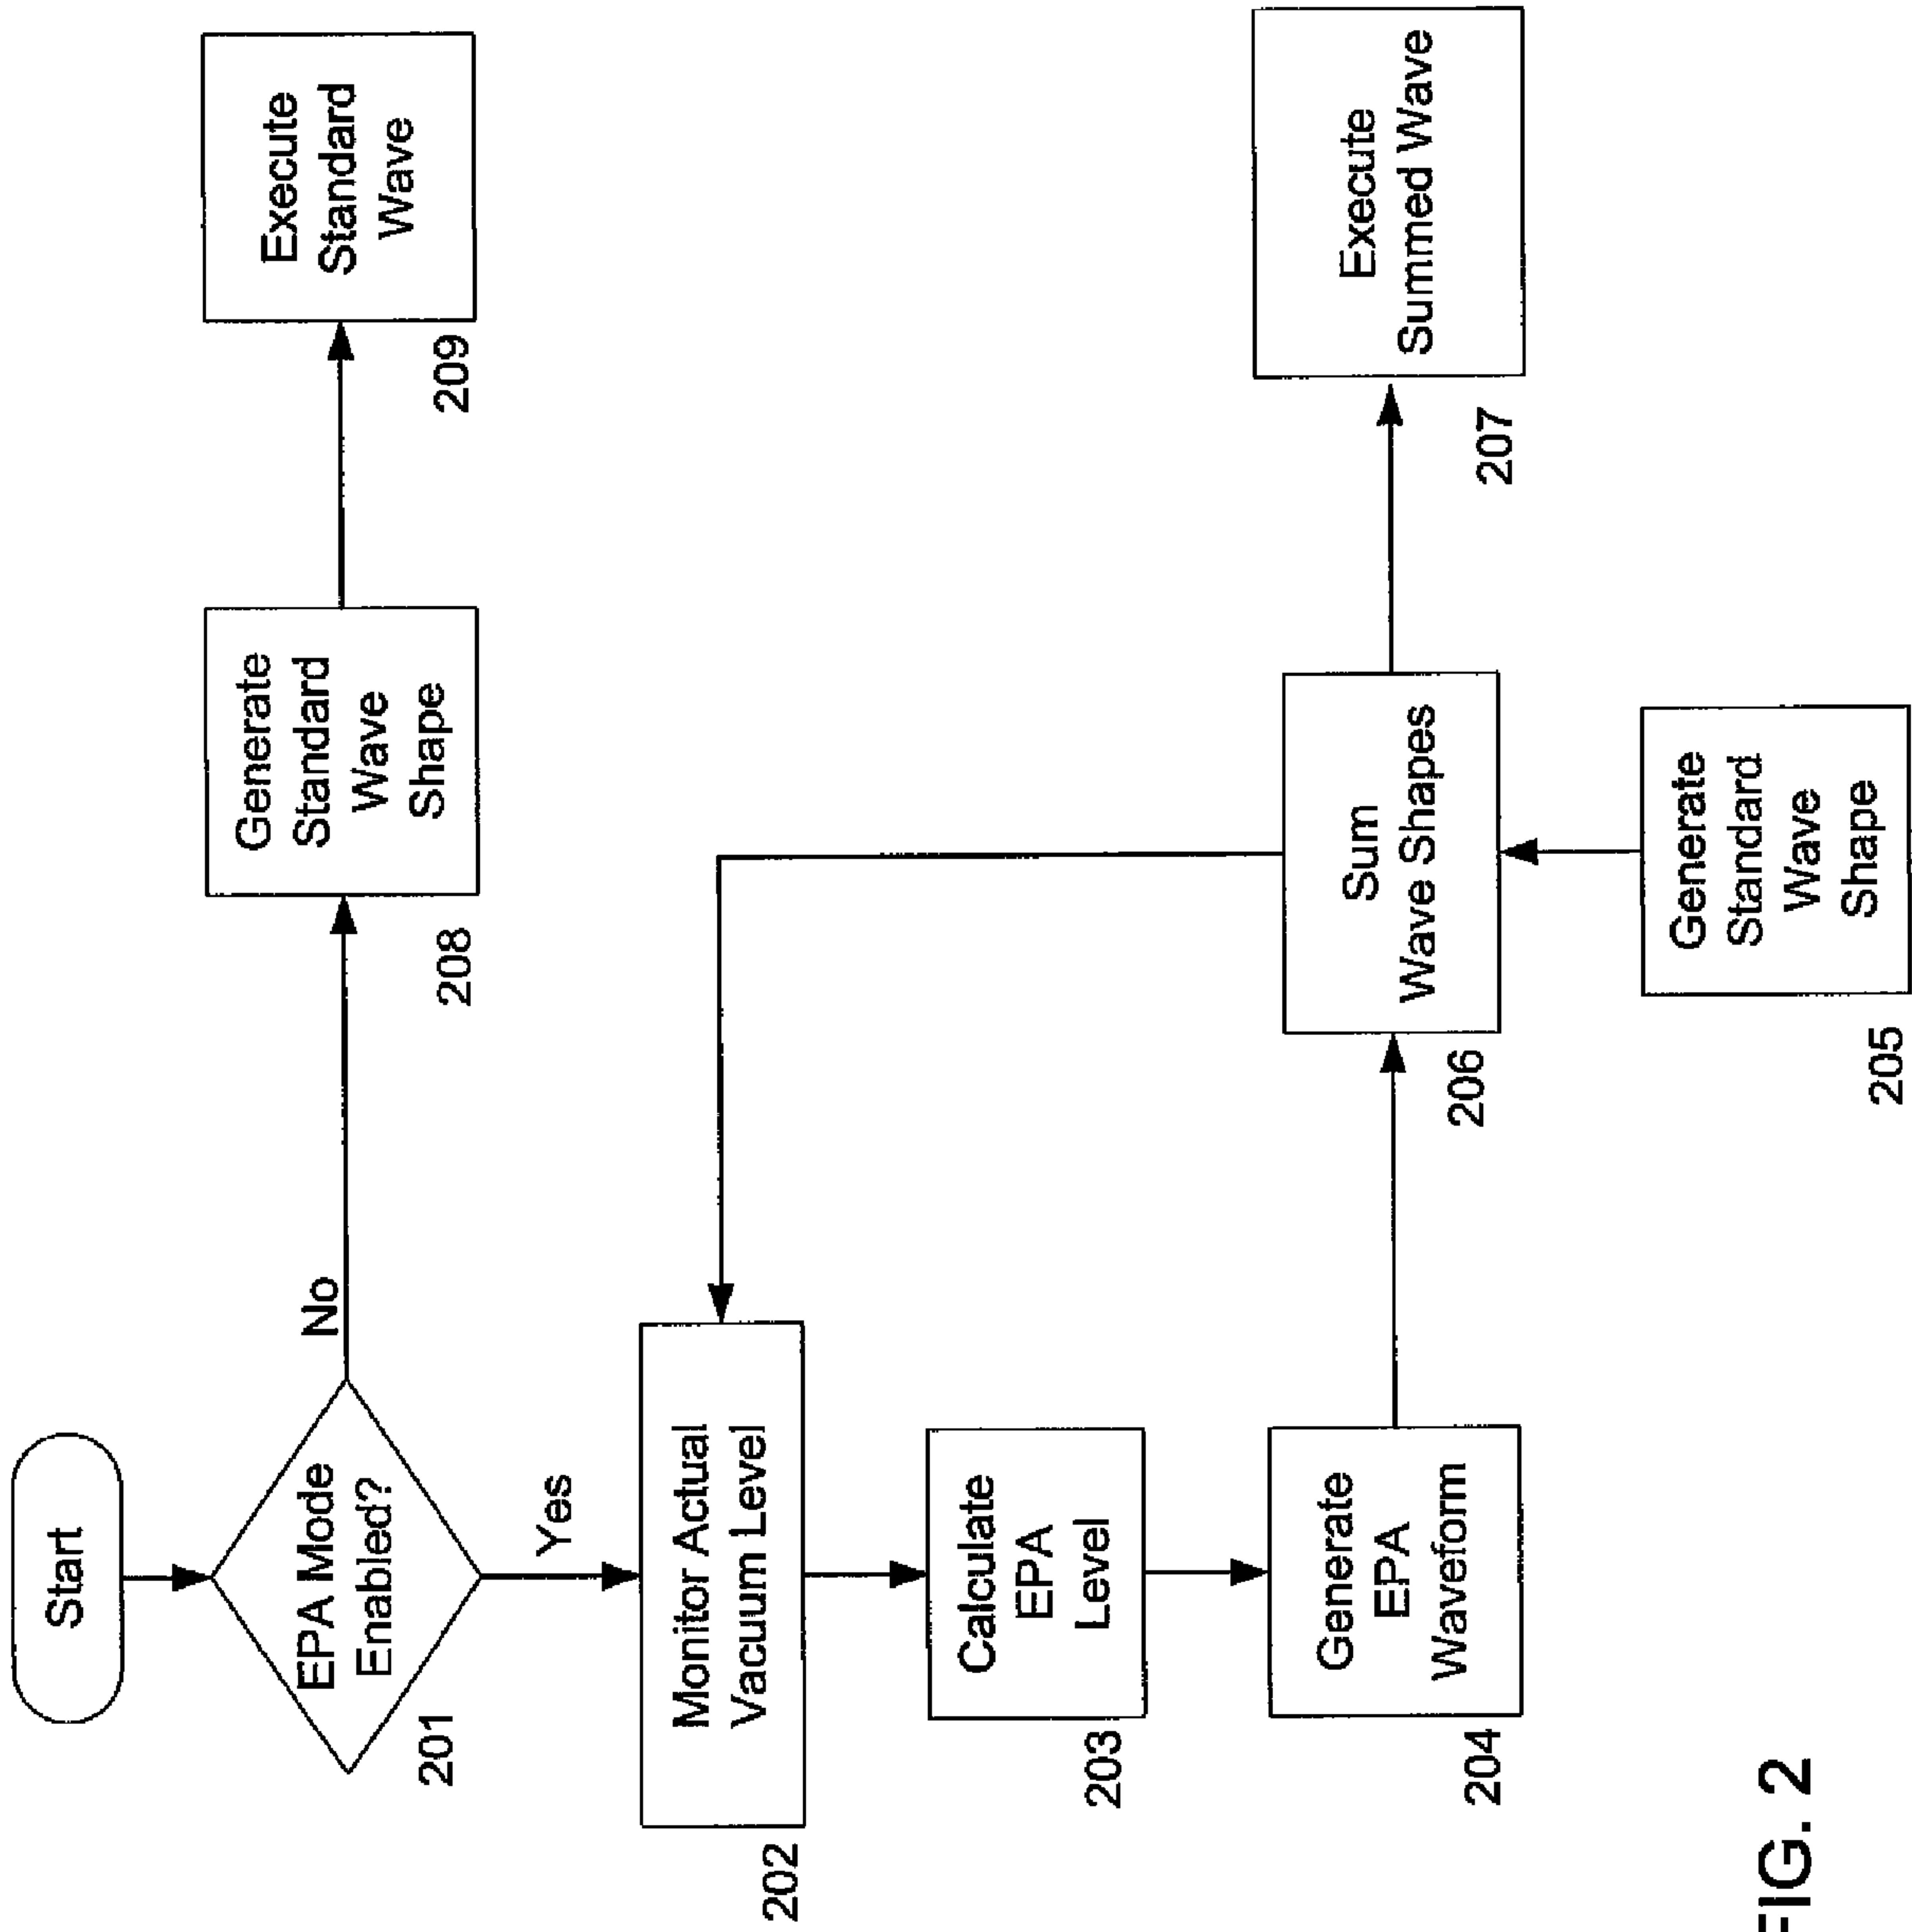 Start
EPA Mode
Enabled?
201
No
Generate
Standard
Wave
Shape
208
Execute
Standard
Wave
209
Yes
Monitor Actual
Vacuum Level
202
Calculate
EPA
Level
203
Generate
EPA
Waveform
204
Sum
Wave Shapes
206
Execute
Summed Wave
207
Generate
Standard
Wave
Shape
205
FIG. 2